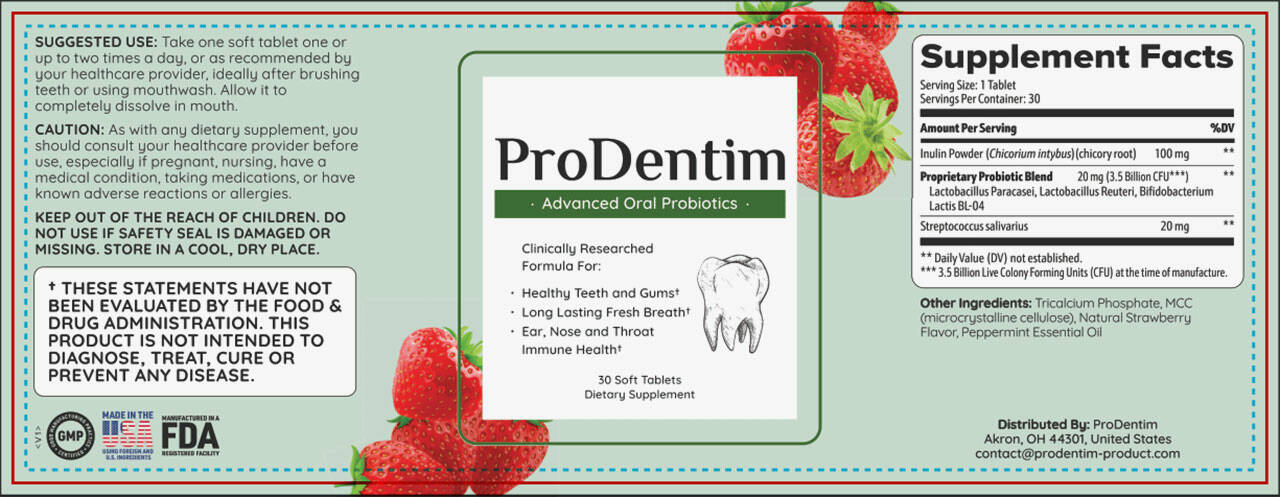 SUGGESTED USE: Take one soft tablet one or
up to two times a day, or as recommended by
your healthcare provider, ideally after brushing
teeth or using mouthwash. Allow it to
completely dissolve in mouth.
CAUTION: As with any dietary supplement, you
should consult your healthcare provider before
use, especially if pregnant, nursing, have a
medical condition, taking medications, or have
known adverse reactions or allergies.
KEEP OUT OF THE REACH OF CHILDREN. DO
NOT USE IF SAFETY SEAL IS DAMAGED OR
MISSING. STORE IN A COOL, DRY PLACE.
† THESE STATEMENTS HAVE NOT
BEEN EVALUATED BY THE FOOD &
DRUG ADMINISTRATION. THIS
PRODUCT IS NOT INTENDED TO
DIAGNOSE, TREAT, CURE OR
PREVENT ANY DISEASE.
<V1>
GOOD MANUFACTURING PRACTICE
GMP
CERTIFIED
MADE IN THE
USA
USING FOREIGN AND
U.S. INGREDIENTS
MANUFACTURED IN A
FDA
REGISTERED FACILITY
ProDentim
· Advanced Oral Probiotics ·
Clinically Researched
Formula For:
· Healthy Teeth and Gums†
· Long Lasting Fresh Breath†
· Ear, Nose and Throat
Immune Health†
30 Soft Tablets
Dietary Supplement
Supplement Facts
Serving Size: 1 Tablet
Servings Per Container: 30
Amount Per Serving %DV
Inulin Powder (Chicorium intybus) (chicory root) 100 mg **
Proprietary Probiotic Blend 20 mg (3.5 Billion CFU***) **
Lactobacillus Paracasei, Lactobacillus Reuteri, Bifidobacterium
Lactis BL-04
Streptococcus salivarius 20 mg **
** Daily Value (DV) not established.
*** 3.5 Billion Live Colony Forming Units (CFU) at the time of manufacture.
Other Ingredients: Tricalcium Phosphate, MCC
(microcrystalline cellulose), Natural Strawberry
Flavor, Peppermint Essential Oil
Distributed By: ProDentim
Akron, OH 44301, United States
contact@prodentim-product.com